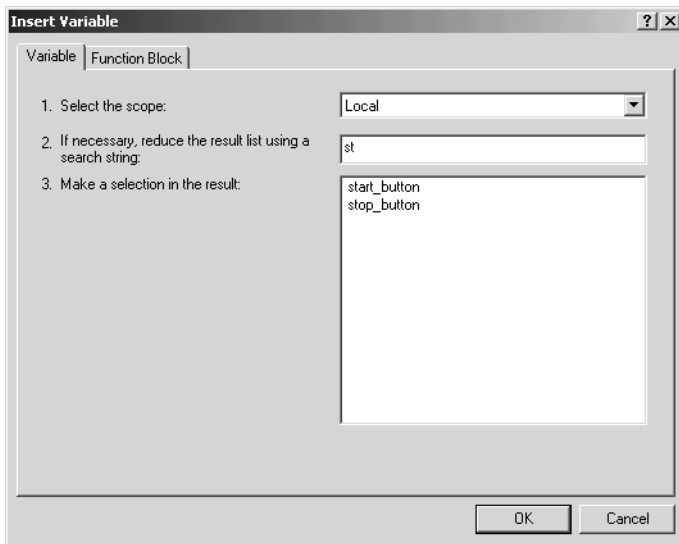 Insert Variable
Variable
Function Block
1. Select the scope:
Local
2. If necessary, reduce the result list using a
search string:
st
3. Make a selection in the result:
start_button
stop_button
OK
Cancel